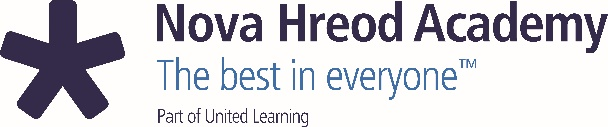 Nova Hreod Academy
The best in everyone™
Part of United Learning